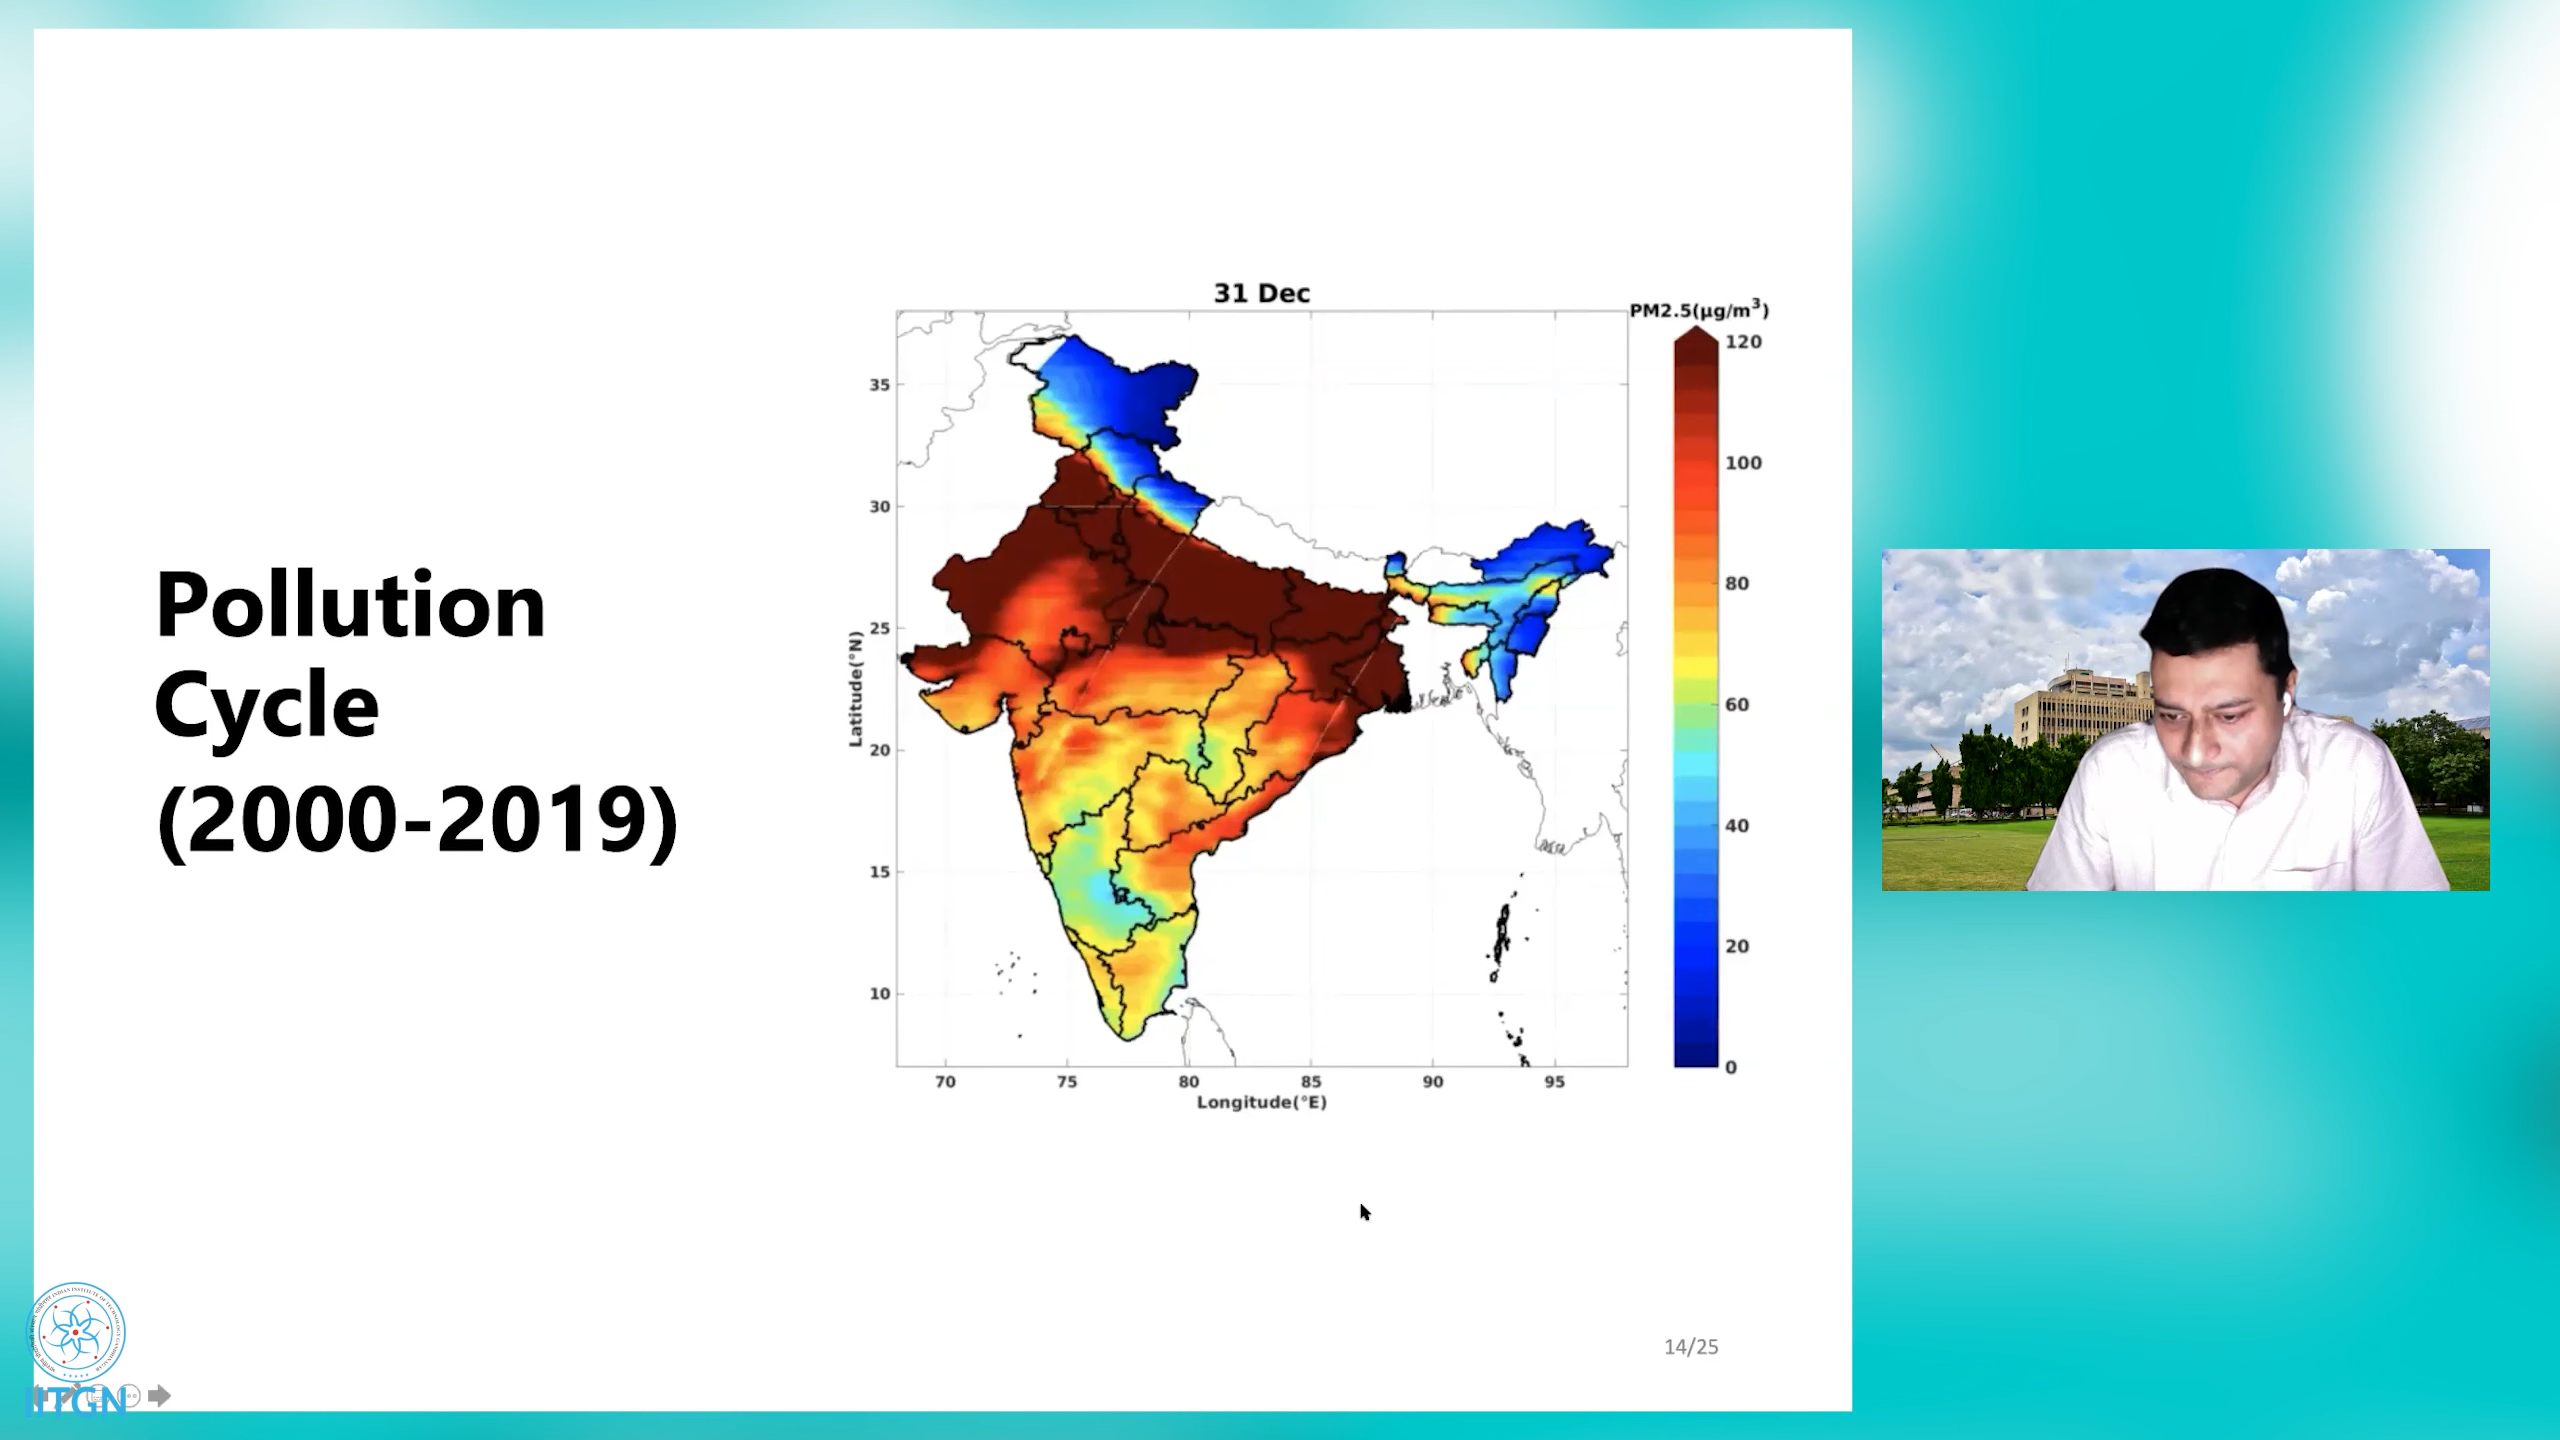 Pollution
Cycle
(2000-2019)
31 Dec
PM2.5(µg/m³)
120
100
80
60
40
20
0
Latitude(°N)
35
30
25
20
15
10
70 75 80 85 90 95
Longitude(°E)
14/25
IITGN